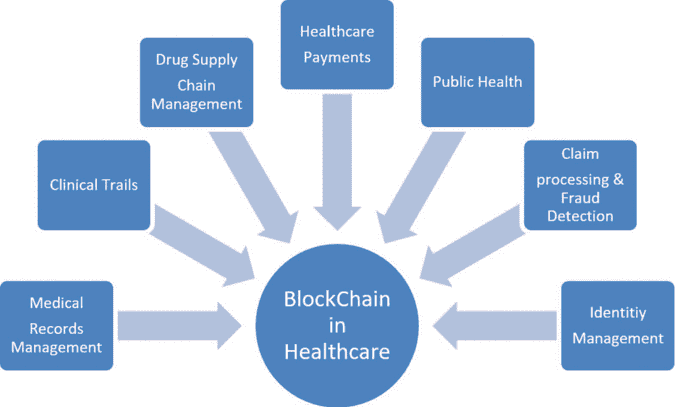 Healthcare
Payments
Drug Supply
Chain
Management
Public Health
Clinical Trails
Claim
processing &
Fraud
Detection
Medical
Records
Management
BlockChain
in
Healthcare
Identitiy
Management